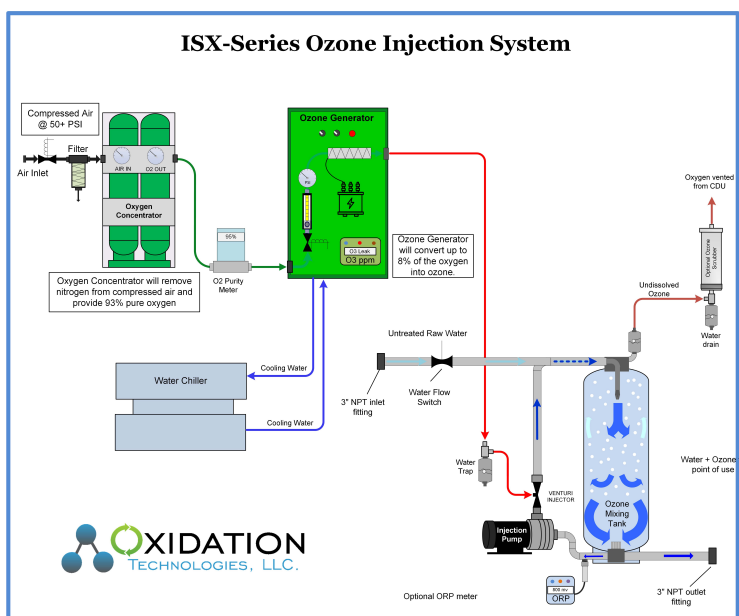 ISX-Series Ozone Injection System
Compressed Air
@ 50+ PSI
Filter
Air Inlet
AIR IN
O2 OUT
Oxygen
Concentrator
Oxygen Concentrator will remove
nitrogen from compressed air and
provide 93% pure oxygen
95%
O2 Purity
Meter
Ozone Generator
PSI
O3 Leak
O3 ppm
Ozone Generator
will convert up to
8% of the oxygen
into ozone.
Oxygen vented
from CDU
Optional Ozone
Scrubber
Undissolved
Ozone
Water
drain
Cooling Water
Water Chiller
Cooling Water
Untreated Raw Water
3" NPT inlet
fitting
Water Flow
Switch
Water
Trap
VENTURI
INJECTOR
Injection
Pump
Ozone
Mixing
Tank
Water + Ozone
point of use
800 mv
ORP
Optional ORP meter
3" NPT outlet
fitting
OXIDATION
TECHNOLOGIES, LLC.